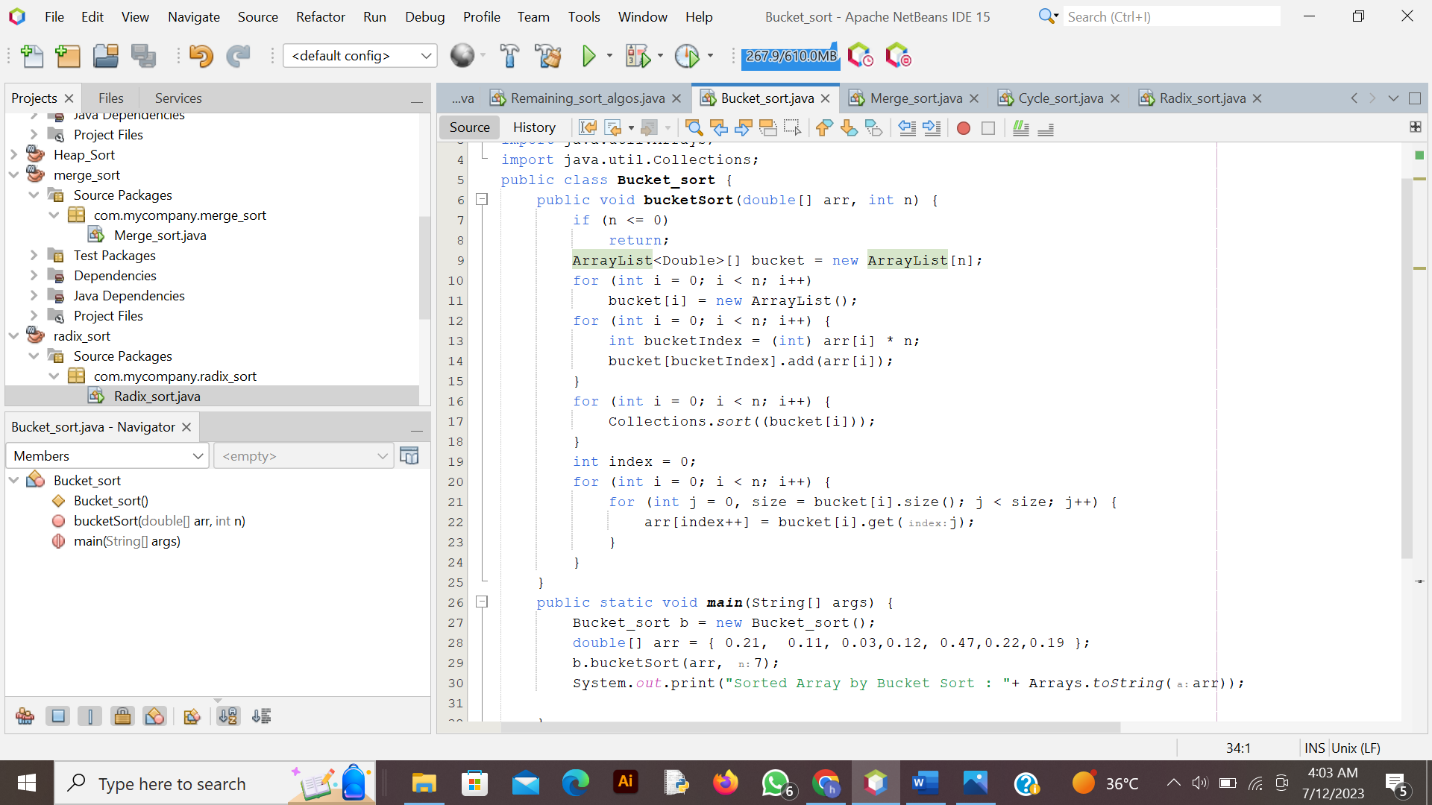 File Edit View Navigate Source Refactor Run Debug Profile Team Tools Window Help Bucket_sort - Apache NetBeans IDE 15 Search (Ctrl+I)
<default config> 267.9/610.0MB
Projects Files Services
Java Dependencies
Project Files
Heap_Sort
merge_sort
Source Packages
com.mycompany.merge_sort
Merge_sort.java
Test Packages
Dependencies
Java Dependencies
Project Files
radix_sort
Source Packages
com.mycompany.radix_sort
Radix_sort.java
Bucket_sort.java - Navigator
Members <empty>
Bucket_sort
Bucket_sort()
bucketSort(double[] arr, int n)
main(String[] args)
...va Remaining_sort_algos.java Bucket_sort.java Merge_sort.java Cycle_sort.java Radix_sort.java
Source History
import java.util.Arrays;
4 import java.util.Collections;
5 public class Bucket_sort {
6 public void bucketSort(double[] arr, int n) {
7 if (n <= 0)
8 return;
9 ArrayList<Double>[] bucket = new ArrayList[n];
10 for (int i = 0; i < n; i++)
11 bucket[i] = new ArrayList();
12 for (int i = 0; i < n; i++) {
13 int bucketIndex = (int) arr[i] * n;
14 bucket[bucketIndex].add(arr[i]);
15 }
16 for (int i = 0; i < n; i++) {
17 Collections.sort((bucket[i]));
18 }
19 int index = 0;
20 for (int i = 0; i < n; i++) {
21 for (int j = 0, size = bucket[i].size(); j < size; j++) {
22 arr[index++] = bucket[i].get( index: j);
23 }
24 }
25 }
26 public static void main(String[] args) {
27 Bucket_sort b = new Bucket_sort();
28 double[] arr = { 0.21, 0.11, 0.03,0.12, 0.47,0.22,0.19 };
29 b.bucketSort(arr, n: 7);
30 System.out.print("Sorted Array by Bucket Sort : "+ Arrays.toString( a: arr));
31
34:1 INS Unix (LF)
Type here to search Ai 6 W h 36°C 4:03 AM
7/12/2023 5